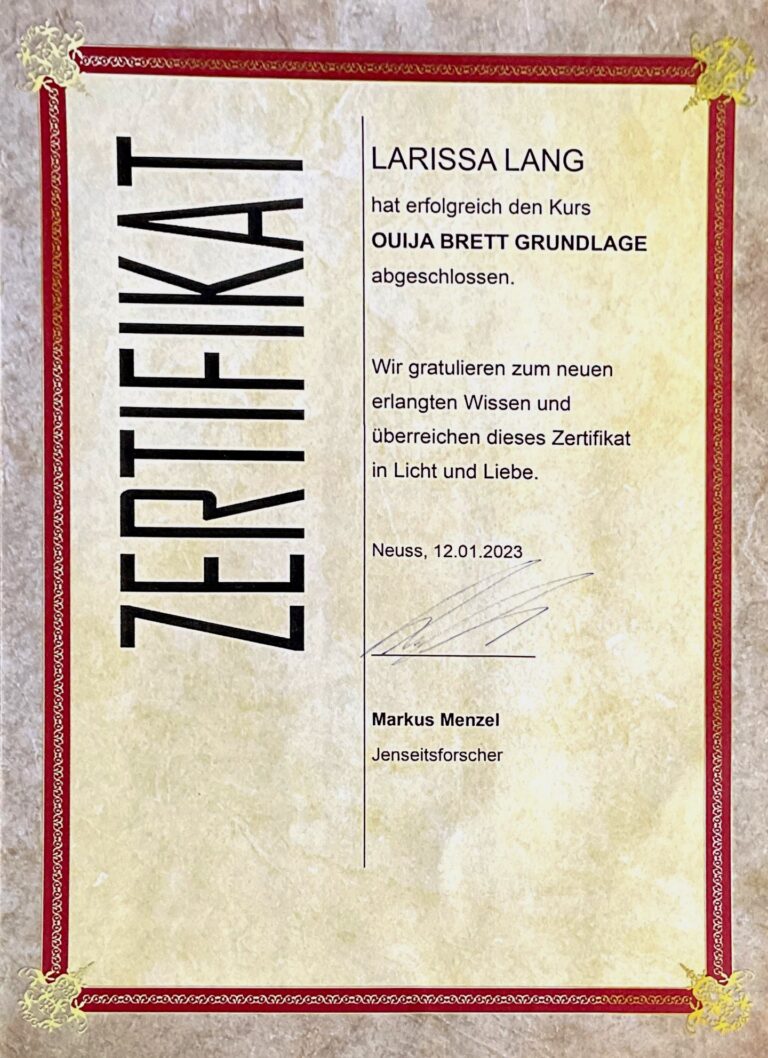 ZERTIFIKAT
LARISSA LANG
hat erfolgreich den Kurs
OUIJA BRETT GRUNDLAGE
abgeschlossen.
Wir gratulieren zum neuen
erlangten Wissen und
überreichen dieses Zertifikat
in Licht und Liebe.
Neuss, 12.01.2023
Markus Menzel
Jenseitsforscher